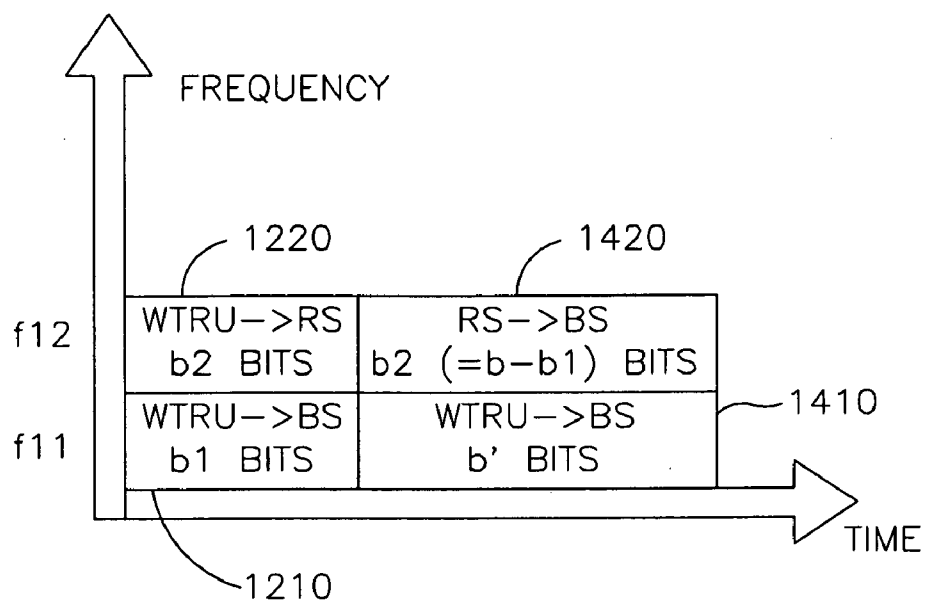 FREQUENCY
1220
1420
f12
WTRU->RS
b2 BITS
RS->BS
b2 (=b-b1) BITS
f11
WTRU->BS
b1 BITS
WTRU->BS
b' BITS
1410
TIME
1210